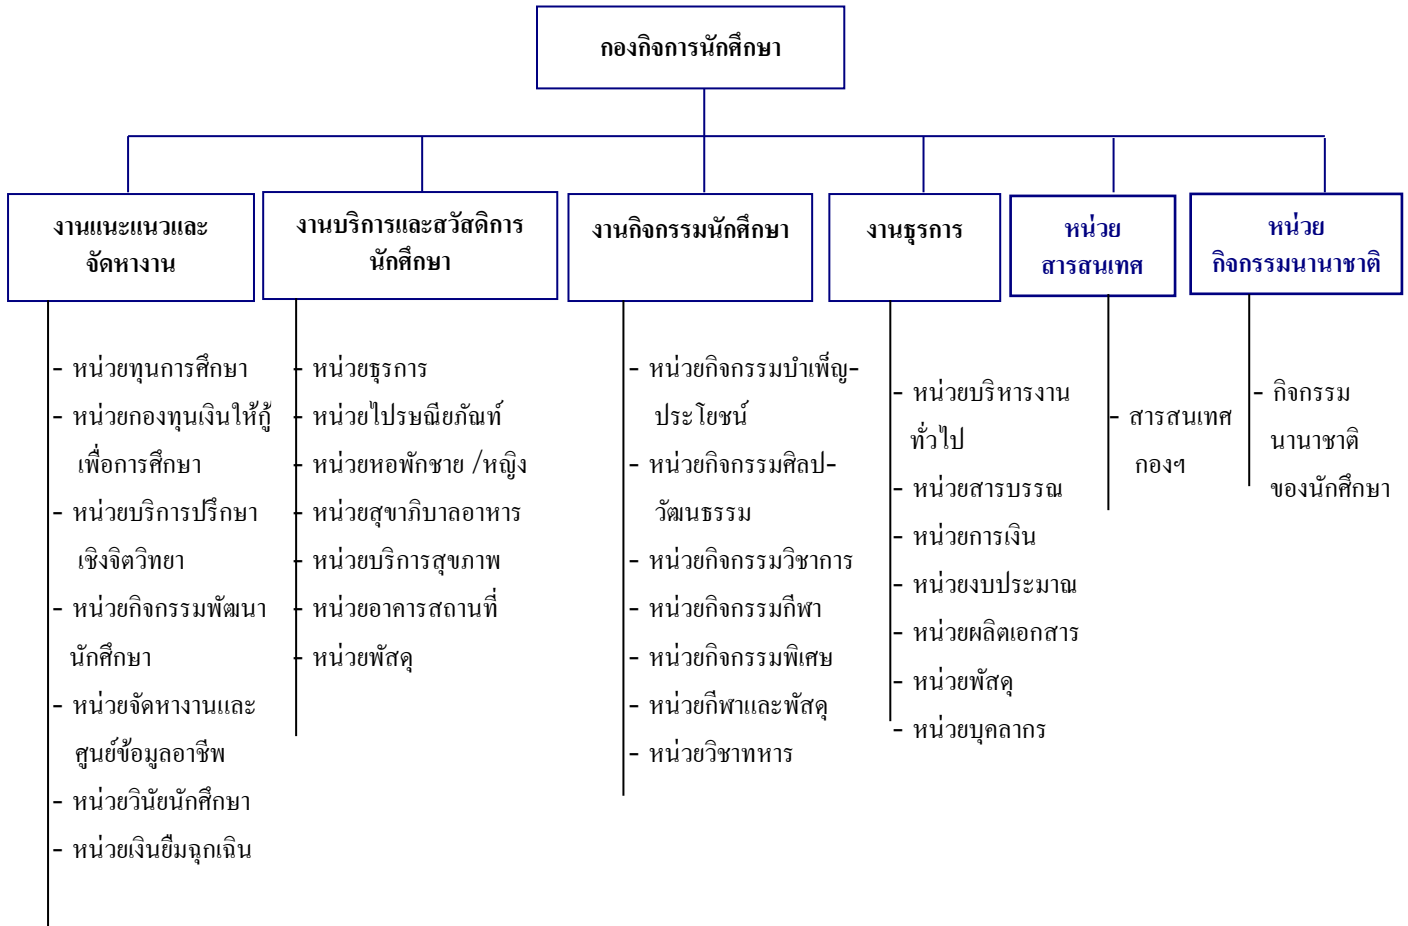 กองกิจการนักศึกษา
งานแนะแนวและ
จัดหางาน
งานบริการและสวัสดิการ
นักศึกษา
งานกิจกรรมนักศึกษา
งานธุรการ
หน่วย
สารสนเทศ
หน่วย
กิจกรรมนานาชาติ
- หน่วยทุนการศึกษา
- หน่วยกองทุนเงินให้กู้
เพื่อการศึกษา
- หน่วยบริการปรึกษา
เชิงจิตวิทยา
- หน่วยกิจกรรมพัฒนา
นักศึกษา
- หน่วยจัดหางานและ
ศูนย์ข้อมูลอาชีพ
- หน่วยวินัยนักศึกษา
- หน่วยเงินยืมฉุกเฉิน
- หน่วยธุรการ
- หน่วยไปรษณียภัณท์
- หน่วยหอพักชาย /หญิง
- หน่วยสุขาภิบาลอาหาร
- หน่วยบริการสุขภาพ
- หน่วยอาคารสถานที่
- หน่วยพัสดุ
- หน่วยกิจกรรมบำเพ็ญ-
ประโยชน์
- หน่วยกิจกรรมศิลป-
วัฒนธรรม
- หน่วยกิจกรรมวิชาการ
- หน่วยกิจกรรมกีฬา
- หน่วยกิจกรรมพิเศษ
- หน่วยกีฬาและพัสดุ
- หน่วยวิชาทหาร
- หน่วยบริหารงาน
ทั่วไป
- หน่วยสารบรรณ
- หน่วยการเงิน
- หน่วยงบประมาณ
- หน่วยผลิตเอกสาร
- หน่วยพัสดุ
- หน่วยบุคลากร
- สารสนเทศ
กองฯ
- กิจกรรม
นานาชาติ
ของนักศึกษา